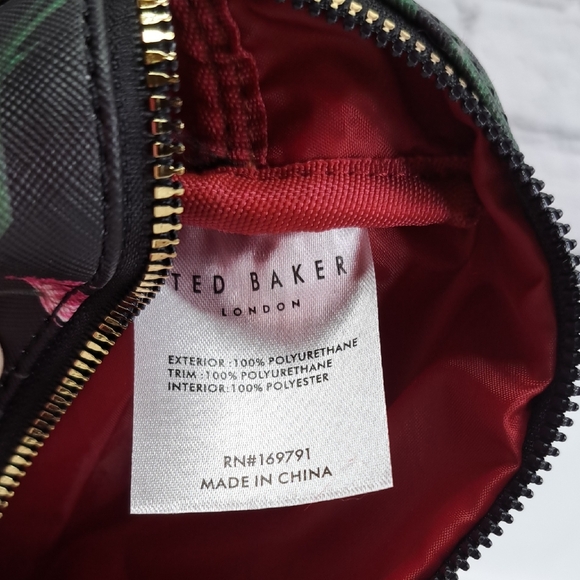 TED BAKER
LONDON
EXTERIOR:100% POLYURETHANE
TRIM:100% POLYURETHANE
INTERIOR:100% POLYESTER
RN#169791
MADE IN CHINA